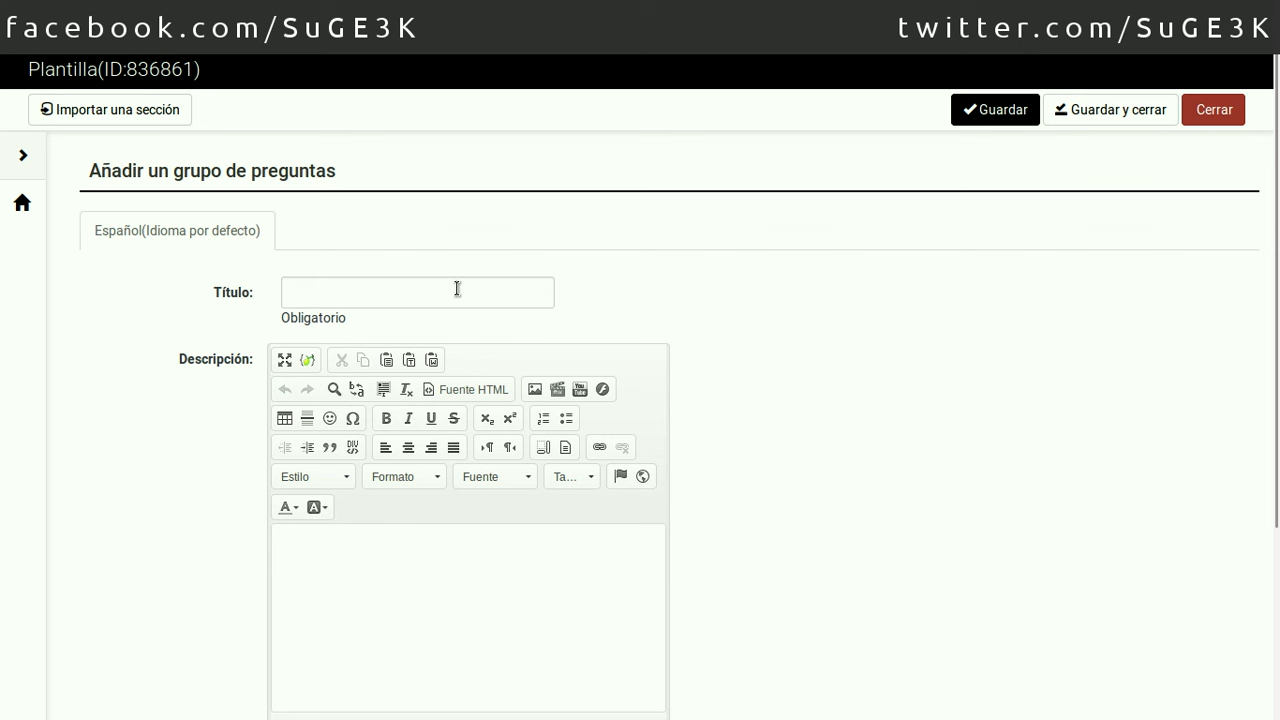 facebook.com/SuGE3K twitter.com/SuGE3K
Plantilla(ID:836861)
Importar una sección Guardar Guardar y cerrar Cerrar
Añadir un grupo de preguntas
Español(Idioma por defecto)
Título:
Obligatorio
Descripción:
Fuente HTML
Estilo Formato Fuente Ta...